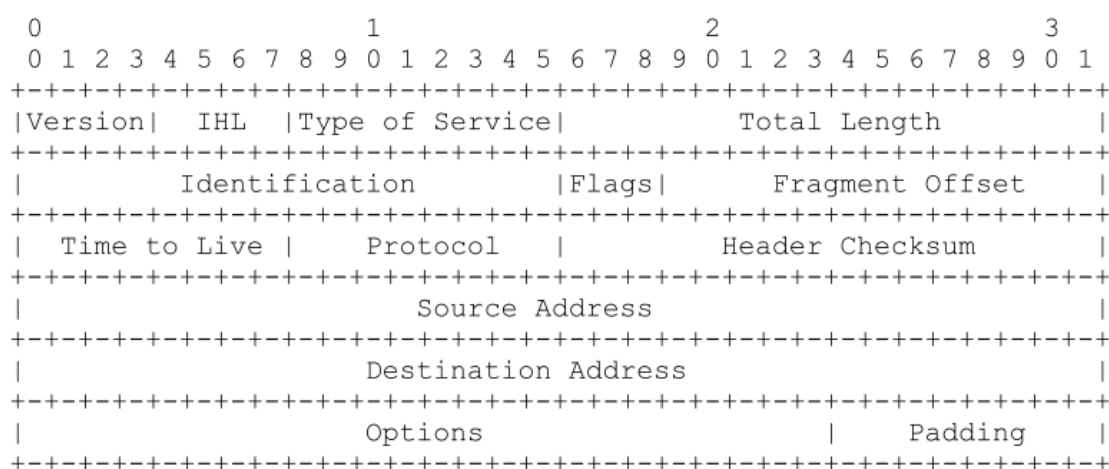 0                   1                   2                   3
 0 1 2 3 4 5 6 7 8 9 0 1 2 3 4 5 6 7 8 9 0 1 2 3 4 5 6 7 8 9 0 1
+-+-+-+-+-+-+-+-+-+-+-+-+-+-+-+-+-+-+-+-+-+-+-+-+-+-+-+-+-+-+-+-+
|Version|  IHL  |Type of Service|          Total Length         |
+-+-+-+-+-+-+-+-+-+-+-+-+-+-+-+-+-+-+-+-+-+-+-+-+-+-+-+-+-+-+-+-+
|         Identification        |Flags|      Fragment Offset    |
+-+-+-+-+-+-+-+-+-+-+-+-+-+-+-+-+-+-+-+-+-+-+-+-+-+-+-+-+-+-+-+-+
|  Time to Live |    Protocol   |         Header Checksum       |
+-+-+-+-+-+-+-+-+-+-+-+-+-+-+-+-+-+-+-+-+-+-+-+-+-+-+-+-+-+-+-+-+
|                       Source Address                          |
+-+-+-+-+-+-+-+-+-+-+-+-+-+-+-+-+-+-+-+-+-+-+-+-+-+-+-+-+-+-+-+-+
|                    Destination Address                        |
+-+-+-+-+-+-+-+-+-+-+-+-+-+-+-+-+-+-+-+-+-+-+-+-+-+-+-+-+-+-+-+-+
|                    Options                    |    Padding    |
+-+-+-+-+-+-+-+-+-+-+-+-+-+-+-+-+-+-+-+-+-+-+-+-+-+-+-+-+-+-+-+-+